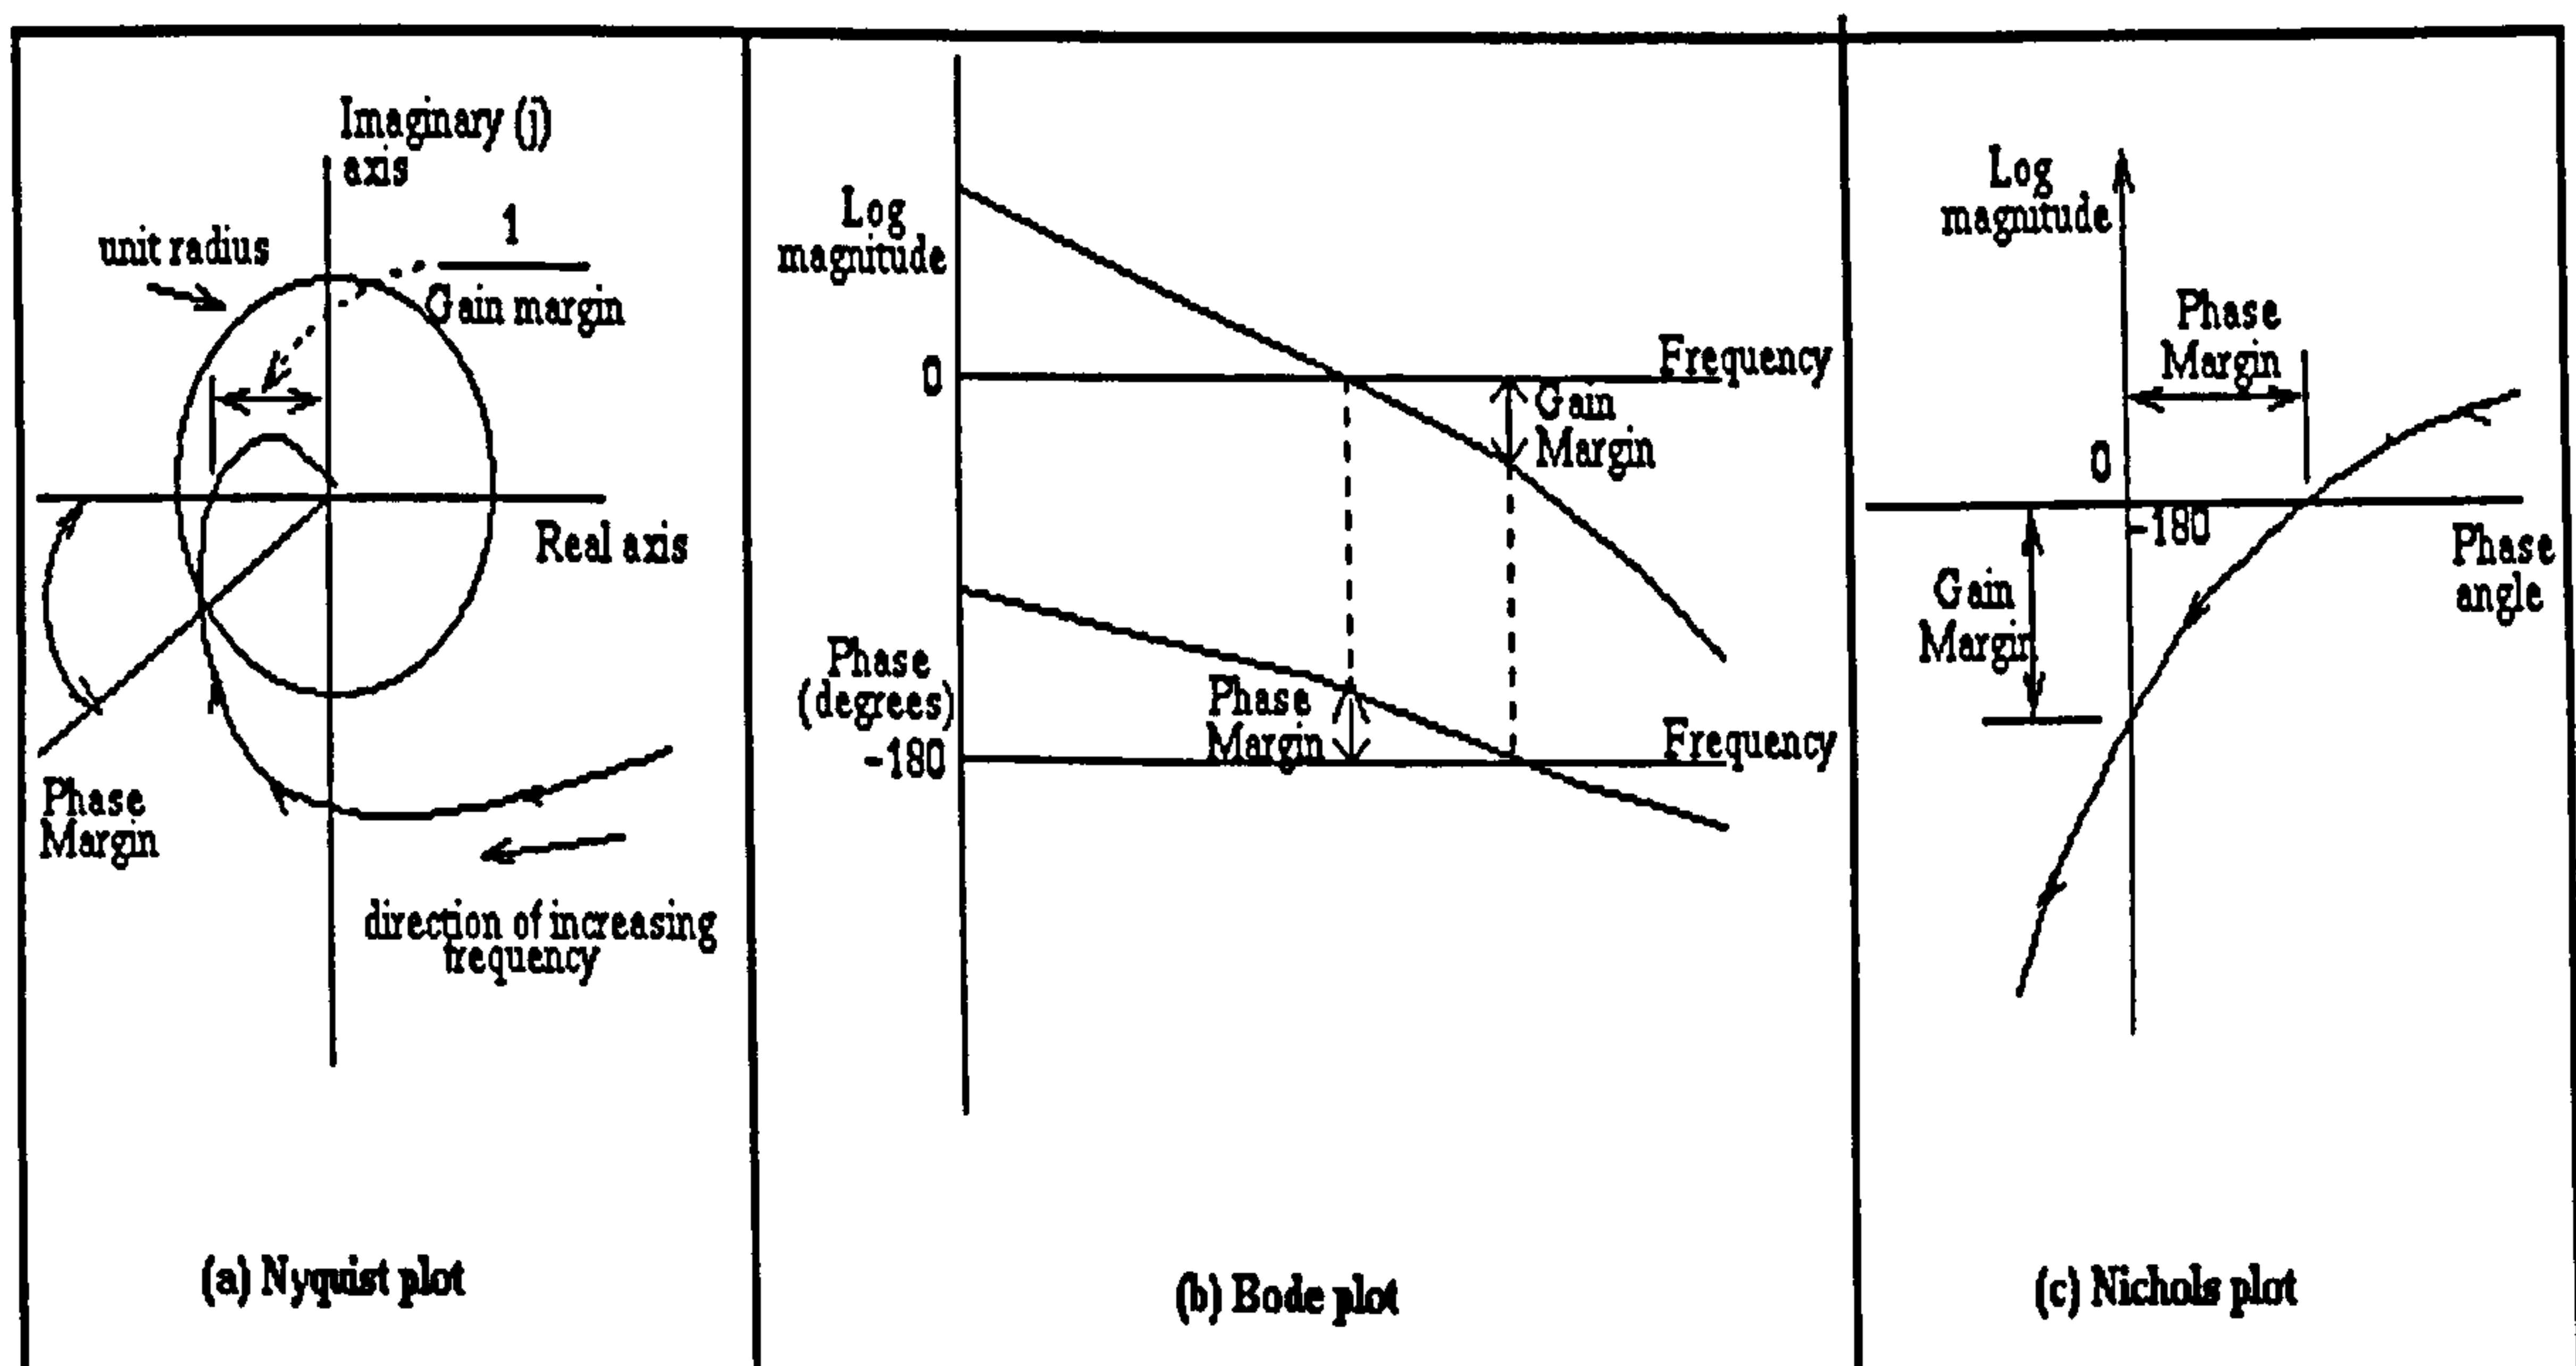 Imaginary (j)
axis
unit radius
1
Gain margin
Real axis
Phase
Margin
direction of increasing
frequency
(a) Nyquist plot
Log
magnitude
0
Frequency
Gain
Margin
Phase
(degrees)
-180
Phase
Margin
Frequency
(b) Bode plot
Log
magnitude
Phase
Margin
0
-180
Phase
angle
Gain
Margin
(c) Nichols plot